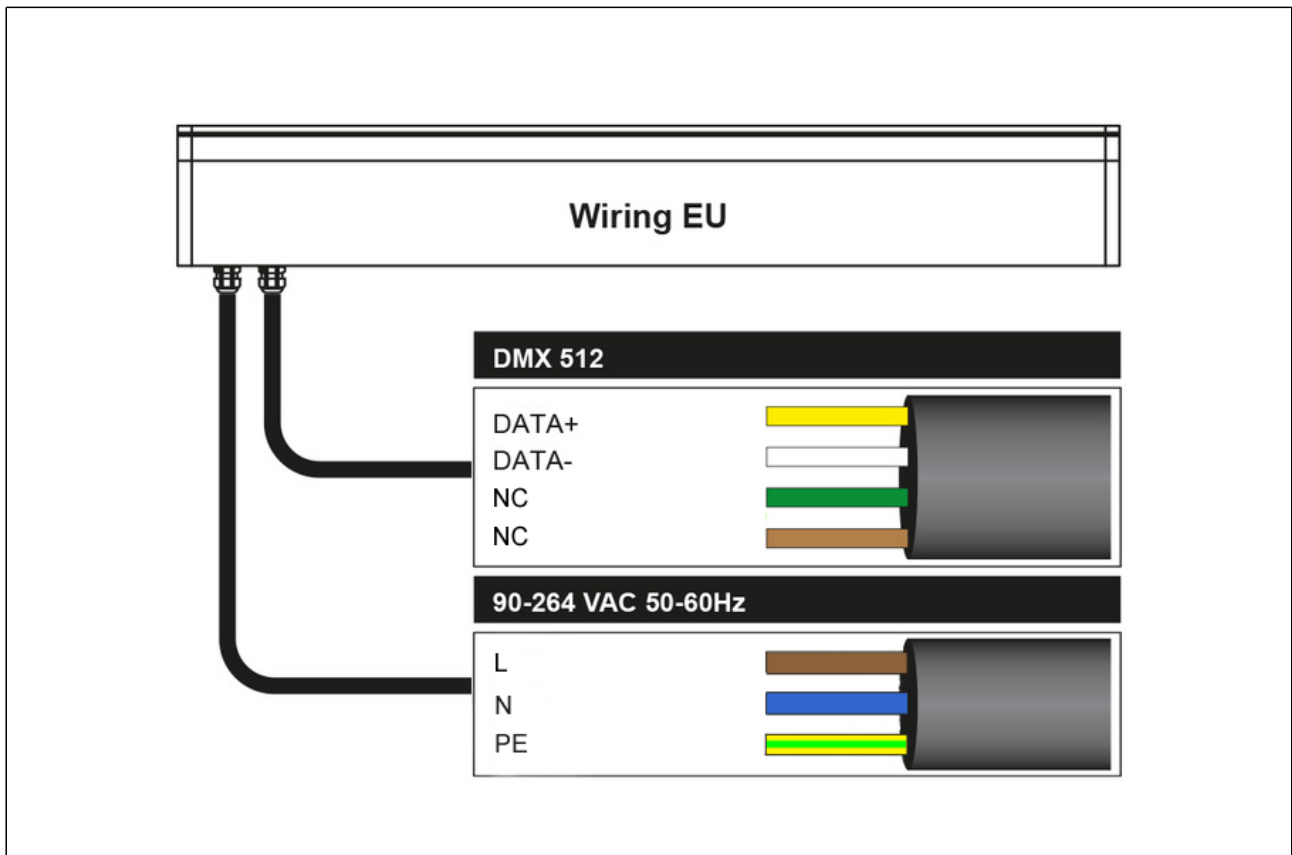 Wiring EU
DMX 512
DATA+
DATA-
NC
NC
90-264 VAC 50-60Hz
L
N
PE